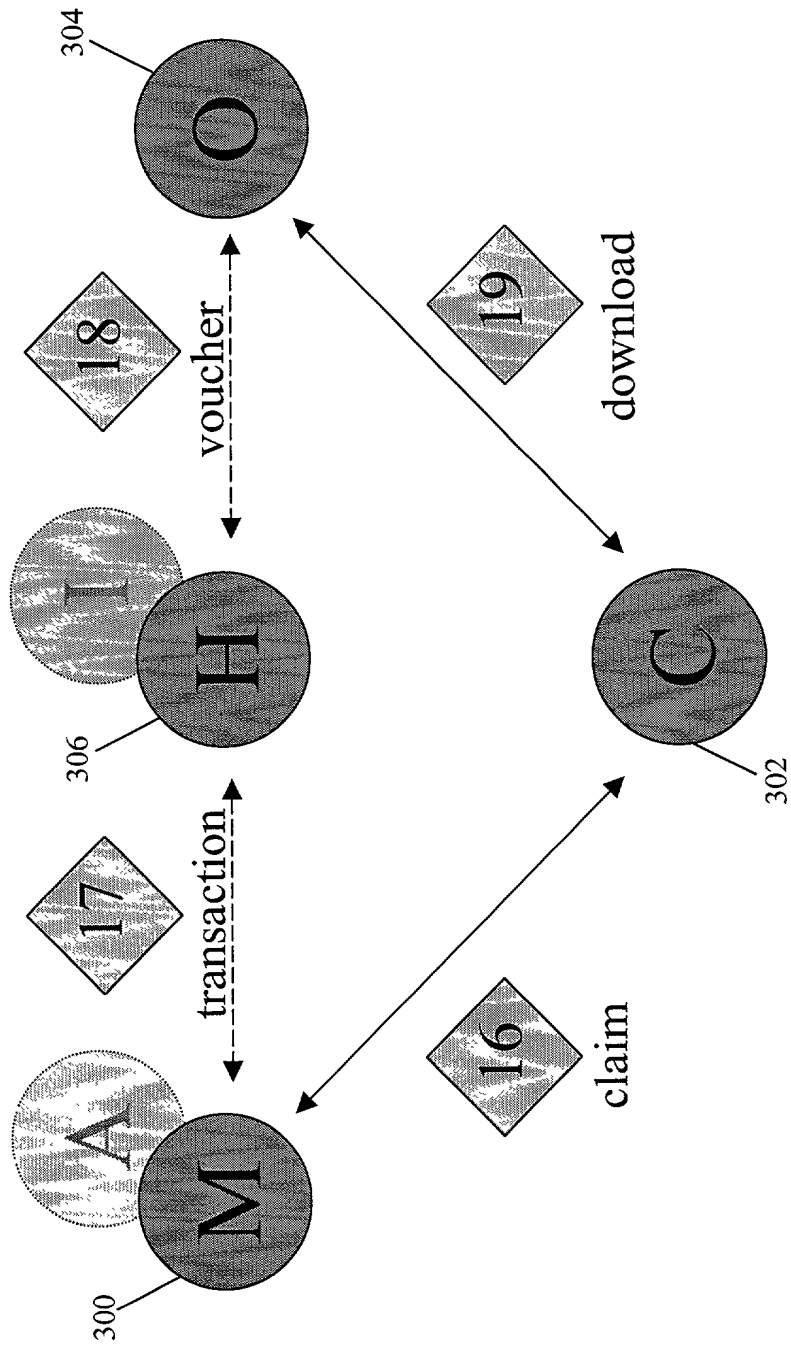 A
I
17
18
M
transaction
H
voucher
O
300
306
304
16
claim
19
download
C
302